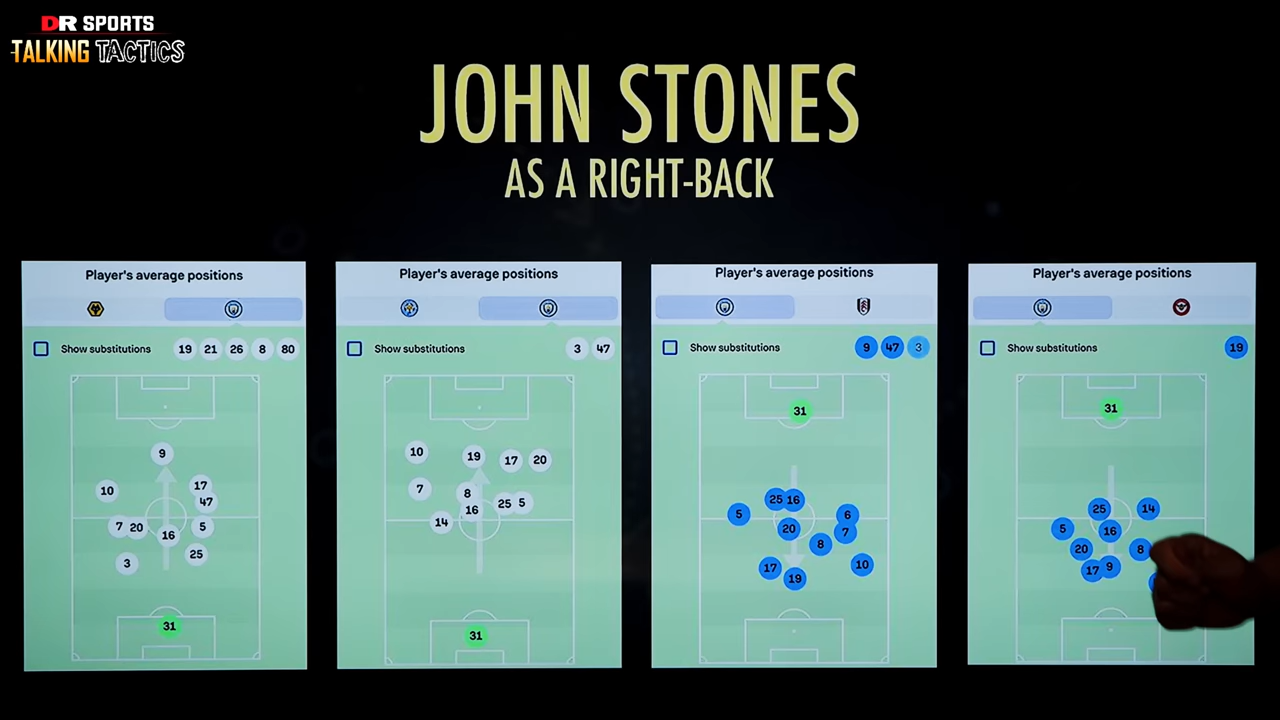 DR SPORTS
TALKING TACTICS
JOHN STONES
AS A RIGHT-BACK
Player's average positions
Show substitutions
19 21 26 8 80
9
10
17
47
7 20
5
16
25
3
31
Player's average positions
Show substitutions
3 47
10
19
17 20
7
8
25 5
16
14
31
Player's average positions
Show substitutions
9 47 3
31
25 16
5
6
20
7
8
17
10
19
Player's average positions
Show substitutions
19
31
25
14
5
16
20
8
17 9